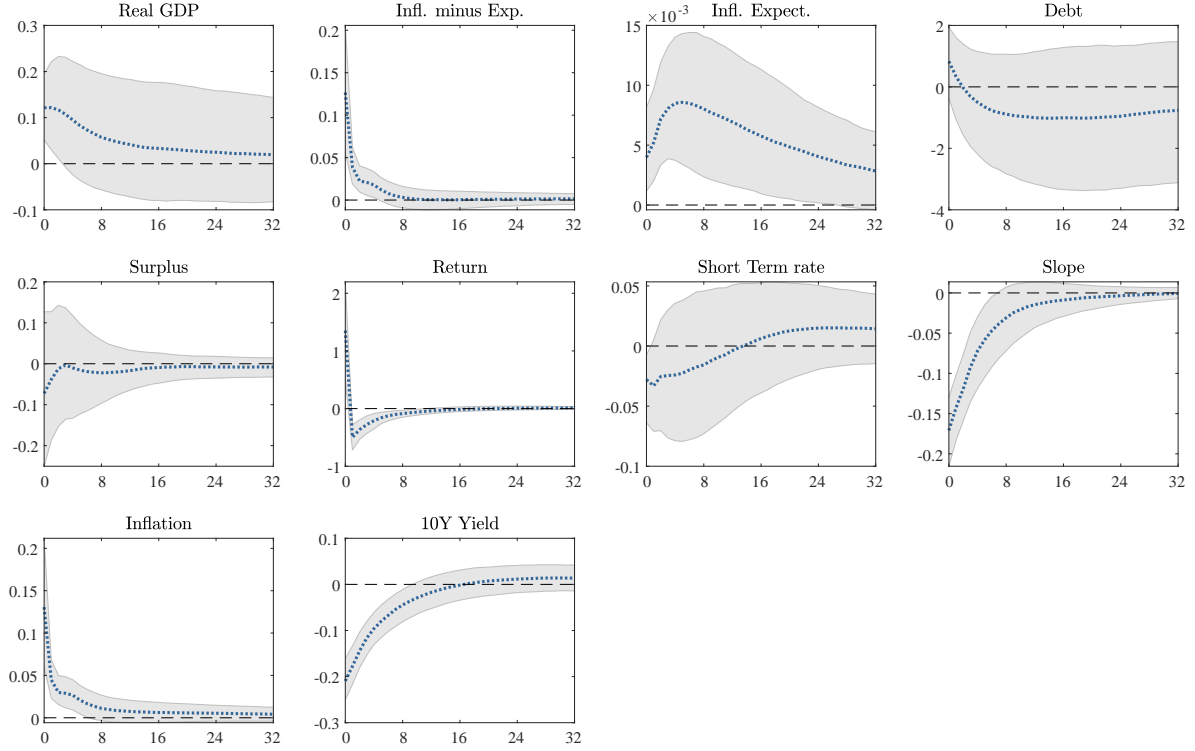 Real GDP
0.3
0.2
0.1
0
-0.1
0 8 16 24 32
Infl. minus Exp.
0.2
0.15
0.1
0.05
0
0 8 16 24 32
Infl. Expect.
×10⁻³
15
10
5
0
0 8 16 24 32
Debt
2
0
-2
-4
0 8 16 24 32
Surplus
0.2
0.1
0
-0.1
-0.2
0 8 16 24 32
Return
2
1
0
-1
0 8 16 24 32
Short Term rate
0.05
0
-0.05
-0.1
0 8 16 24 32
Slope
0
-0.05
-0.1
-0.15
-0.2
0 8 16 24 32
Inflation
0.2
0.15
0.1
0.05
0
0 8 16 24 32
10Y Yield
0.1
0
-0.1
-0.2
-0.3
0 8 16 24 32